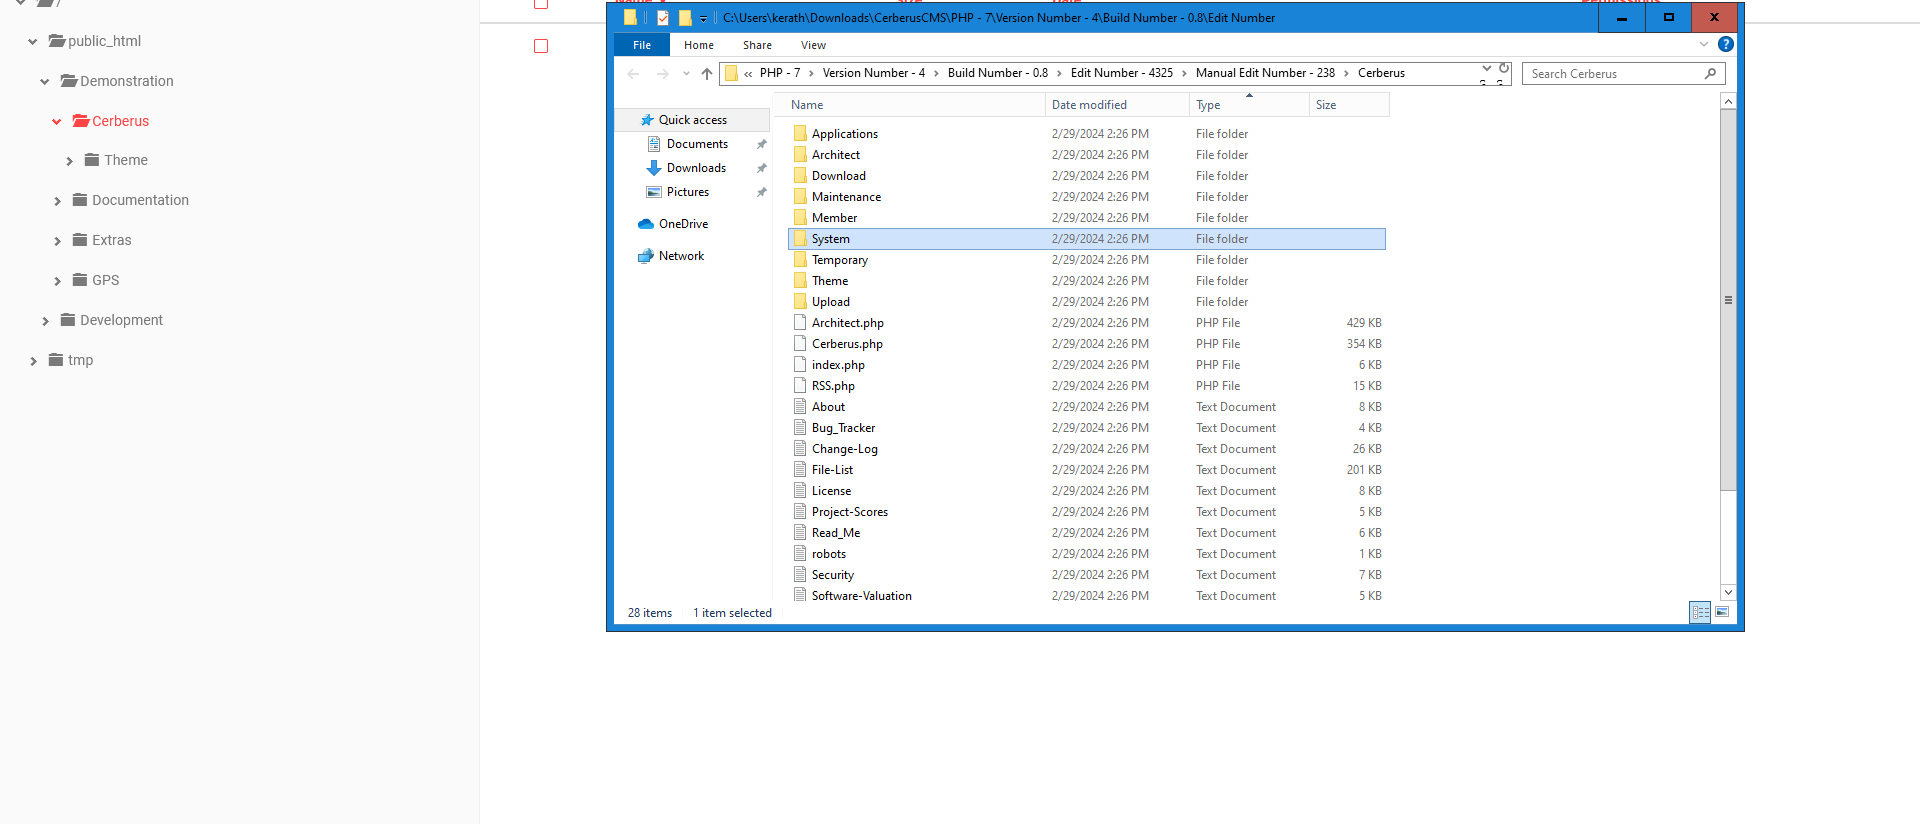 /
public_html
Demonstration
Cerberus
Theme
Documentation
Extras
GPS
Development
tmp
C:\Users\kerath\Downloads\CerberusCMS\PHP - 7\Version Number - 4\Build Number - 0.8\Edit Number
File Home Share View
« PHP - 7 › Version Number - 4 › Build Number - 0.8 › Edit Number - 4325 › Manual Edit Number - 238 › Cerberus
Search Cerberus
Quick access
Documents
Downloads
Pictures
OneDrive
Network
Name Date modified Type Size
Applications 2/29/2024 2:26 PM File folder
Architect 2/29/2024 2:26 PM File folder
Download 2/29/2024 2:26 PM File folder
Maintenance 2/29/2024 2:26 PM File folder
Member 2/29/2024 2:26 PM File folder
System 2/29/2024 2:26 PM File folder
Temporary 2/29/2024 2:26 PM File folder
Theme 2/29/2024 2:26 PM File folder
Upload 2/29/2024 2:26 PM File folder
Architect.php 2/29/2024 2:26 PM PHP File 429 KB
Cerberus.php 2/29/2024 2:26 PM PHP File 354 KB
index.php 2/29/2024 2:26 PM PHP File 6 KB
RSS.php 2/29/2024 2:26 PM PHP File 15 KB
About 2/29/2024 2:26 PM Text Document 8 KB
Bug_Tracker 2/29/2024 2:26 PM Text Document 4 KB
Change-Log 2/29/2024 2:26 PM Text Document 26 KB
File-List 2/29/2024 2:26 PM Text Document 201 KB
License 2/29/2024 2:26 PM Text Document 8 KB
Project-Scores 2/29/2024 2:26 PM Text Document 5 KB
Read_Me 2/29/2024 2:26 PM Text Document 6 KB
robots 2/29/2024 2:26 PM Text Document 1 KB
Security 2/29/2024 2:26 PM Text Document 7 KB
Software-Valuation 2/29/2024 2:26 PM Text Document 5 KB
28 items 1 item selected